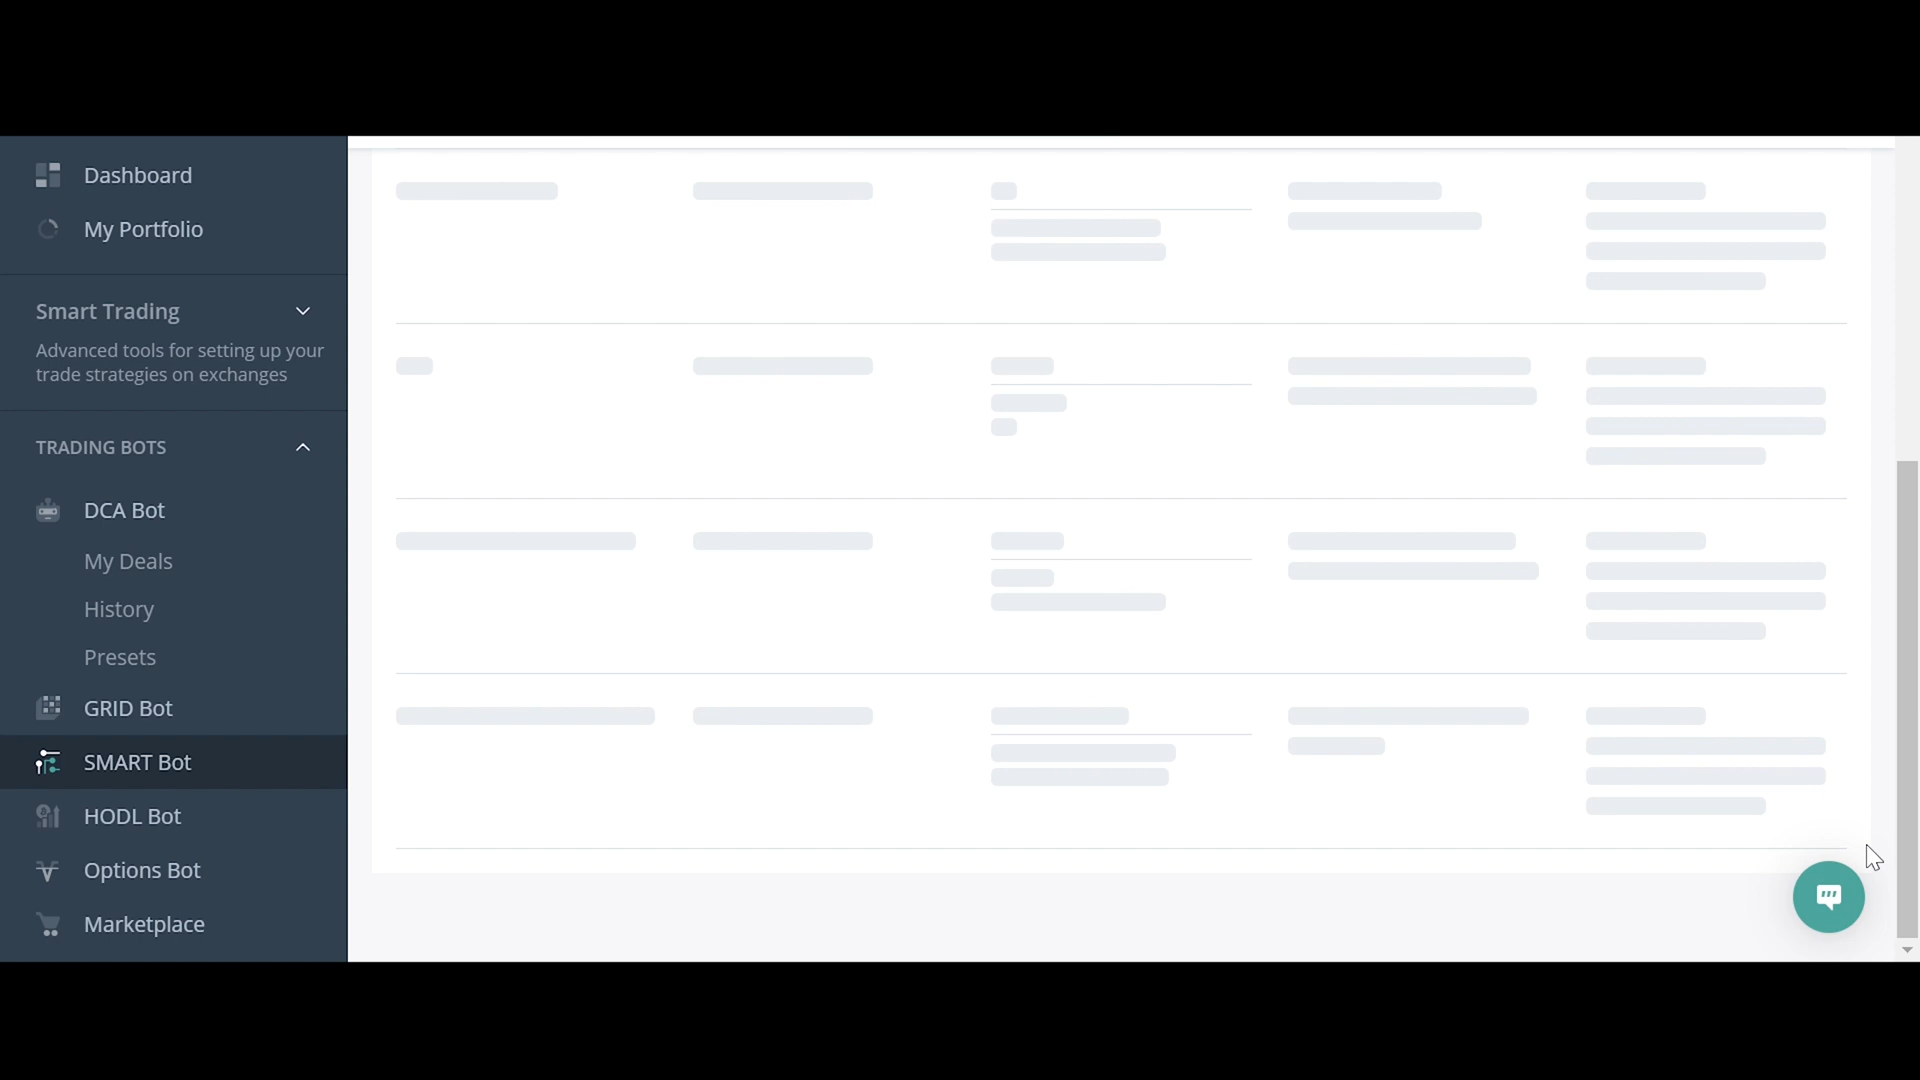 Dashboard
My Portfolio
Smart Trading
Advanced tools for setting up your
trade strategies on exchanges
TRADING BOTS
DCA Bot
My Deals
History
Presets
GRID Bot
SMART Bot
HODL Bot
Options Bot
Marketplace